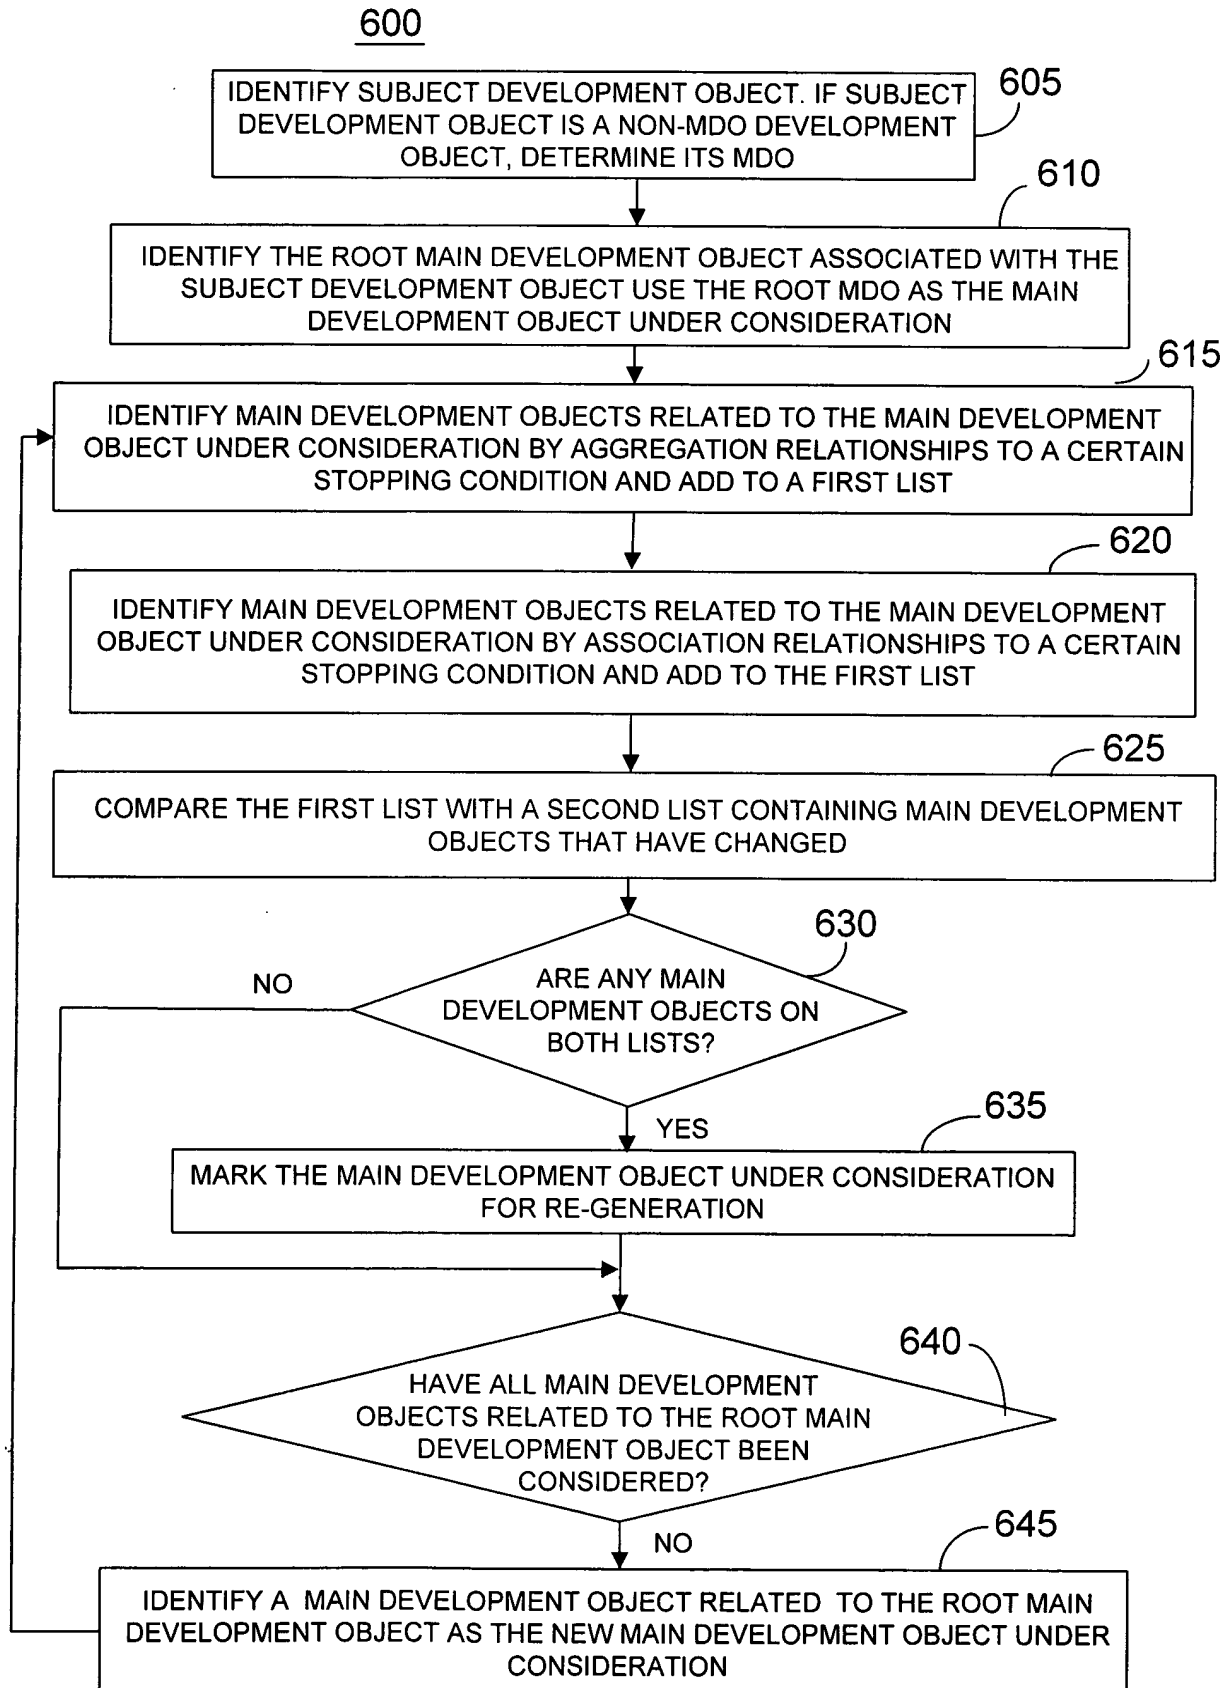 600
605
IDENTIFY SUBJECT DEVELOPMENT OBJECT. IF SUBJECT
DEVELOPMENT OBJECT IS A NON-MDO DEVELOPMENT
OBJECT, DETERMINE ITS MDO
610
IDENTIFY THE ROOT MAIN DEVELOPMENT OBJECT ASSOCIATED WITH THE
SUBJECT DEVELOPMENT OBJECT USE THE ROOT MDO AS THE MAIN
DEVELOPMENT OBJECT UNDER CONSIDERATION
615
IDENTIFY MAIN DEVELOPMENT OBJECTS RELATED TO THE MAIN DEVELOPMENT
OBJECT UNDER CONSIDERATION BY AGGREGATION RELATIONSHIPS TO A CERTAIN
STOPPING CONDITION AND ADD TO A FIRST LIST
620
IDENTIFY MAIN DEVELOPMENT OBJECTS RELATED TO THE MAIN DEVELOPMENT
OBJECT UNDER CONSIDERATION BY ASSOCIATION RELATIONSHIPS TO A CERTAIN
STOPPING CONDITION AND ADD TO THE FIRST LIST
625
COMPARE THE FIRST LIST WITH A SECOND LIST CONTAINING MAIN DEVELOPMENT
OBJECTS THAT HAVE CHANGED
630
NO
ARE ANY MAIN
DEVELOPMENT OBJECTS ON
BOTH LISTS?
635
YES
MARK THE MAIN DEVELOPMENT OBJECT UNDER CONSIDERATION
FOR RE-GENERATION
640
HAVE ALL MAIN DEVELOPMENT
OBJECTS RELATED TO THE ROOT MAIN
DEVELOPMENT OBJECT BEEN
CONSIDERED?
645
NO
IDENTIFY A MAIN DEVELOPMENT OBJECT RELATED TO THE ROOT MAIN
DEVELOPMENT OBJECT AS THE NEW MAIN DEVELOPMENT OBJECT UNDER
CONSIDERATION